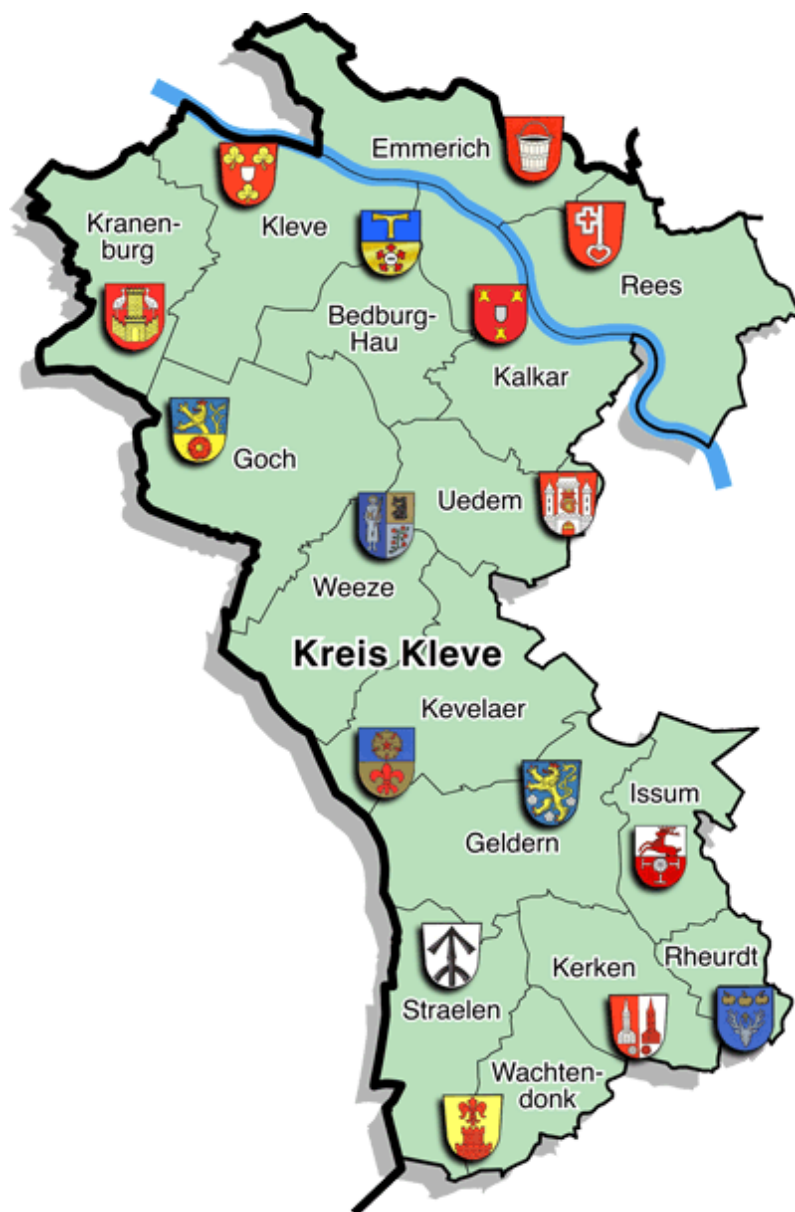 Emmerich
Kranen-
burg
Kleve
Rees
Bedburg-
Hau
Kalkar
Goch
Uedem
Weeze
Kreis Kleve
Kevelaer
Issum
Geldern
Rheurdt
Kerken
Straelen
Wachten-
donk